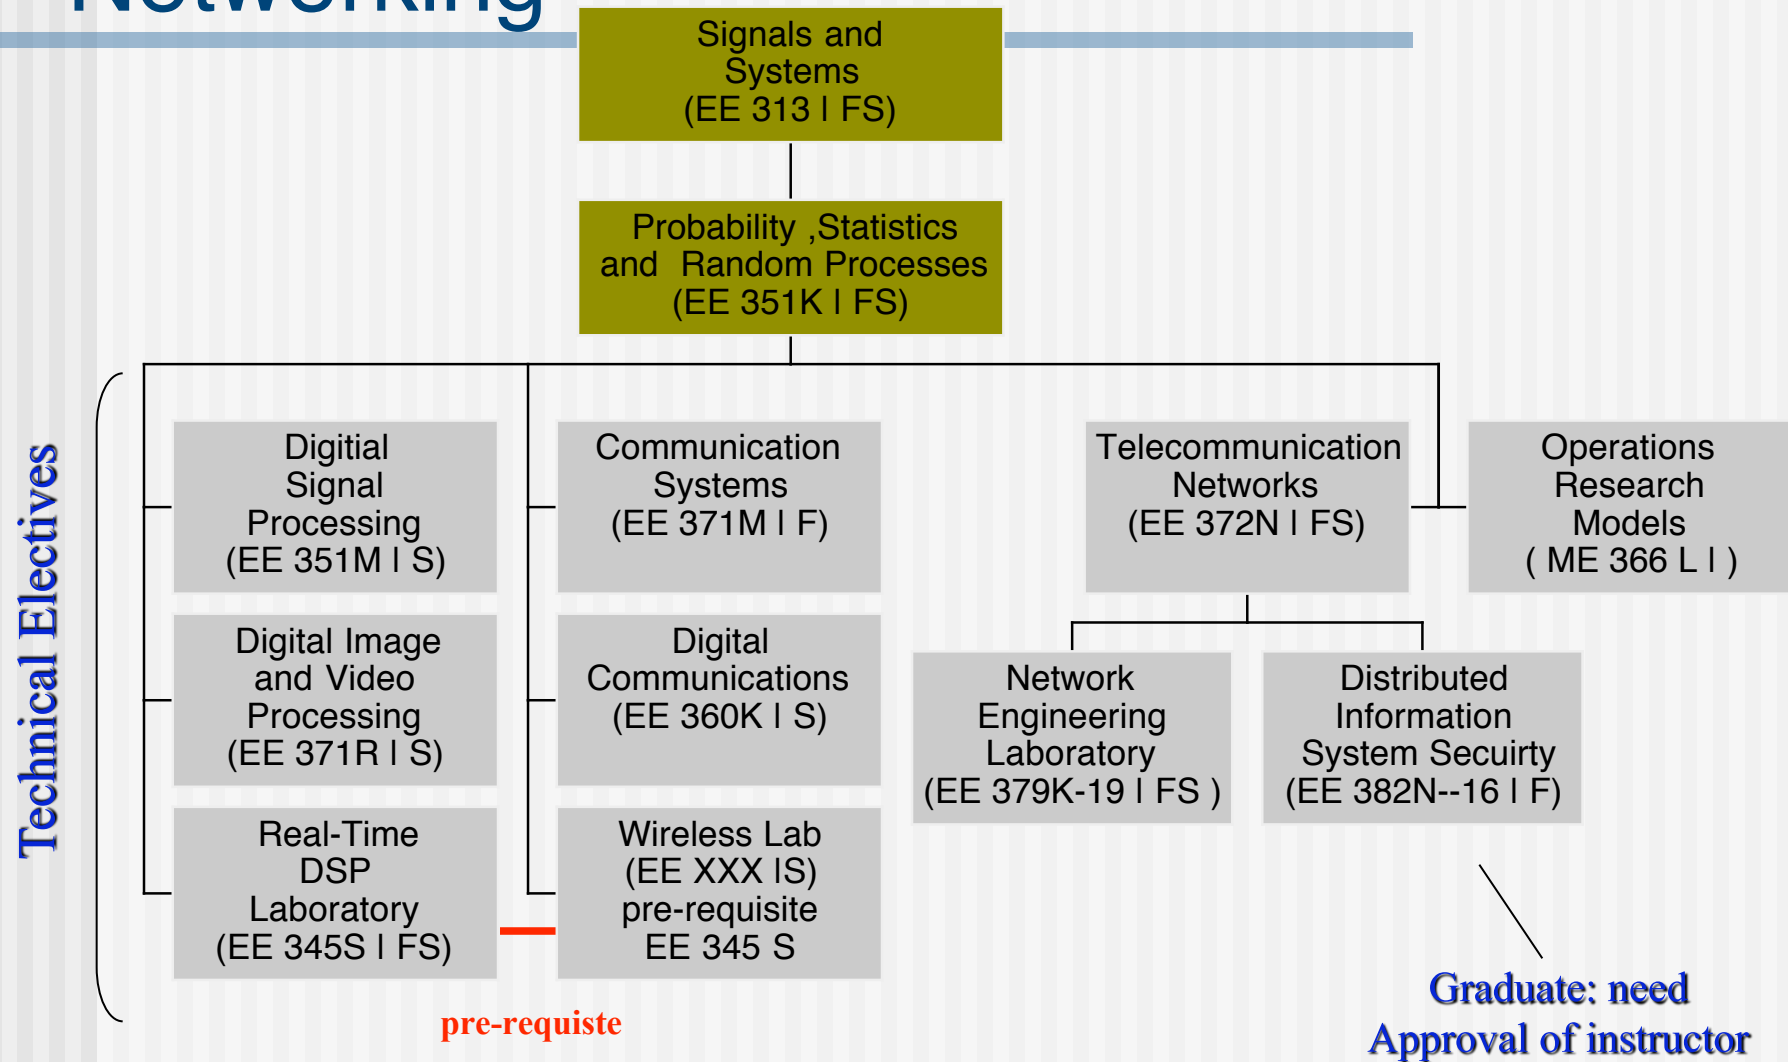 Networking
Signals and
Systems
(EE 313 | FS)
Probability ,Statistics
and Random Processes
(EE 351K | FS)
Technical Electives
Digitial
Signal
Processing
(EE 351M | S)
Communication
Systems
(EE 371M | F)
Telecommunication
Networks
(EE 372N | FS)
Operations
Research
Models
( ME 366 L | )
Digital Image
and Video
Processing
(EE 371R | S)
Digital
Communications
(EE 360K | S)
Network
Engineering
Laboratory
(EE 379K-19 | FS )
Distributed
Information
System Secuirty
(EE 382N--16 | F)
Real-Time
DSP
Laboratory
(EE 345S | FS)
Wireless Lab
(EE XXX |S)
pre-requisite
EE 345 S
pre-requiste
Graduate: need
Approval of instructor